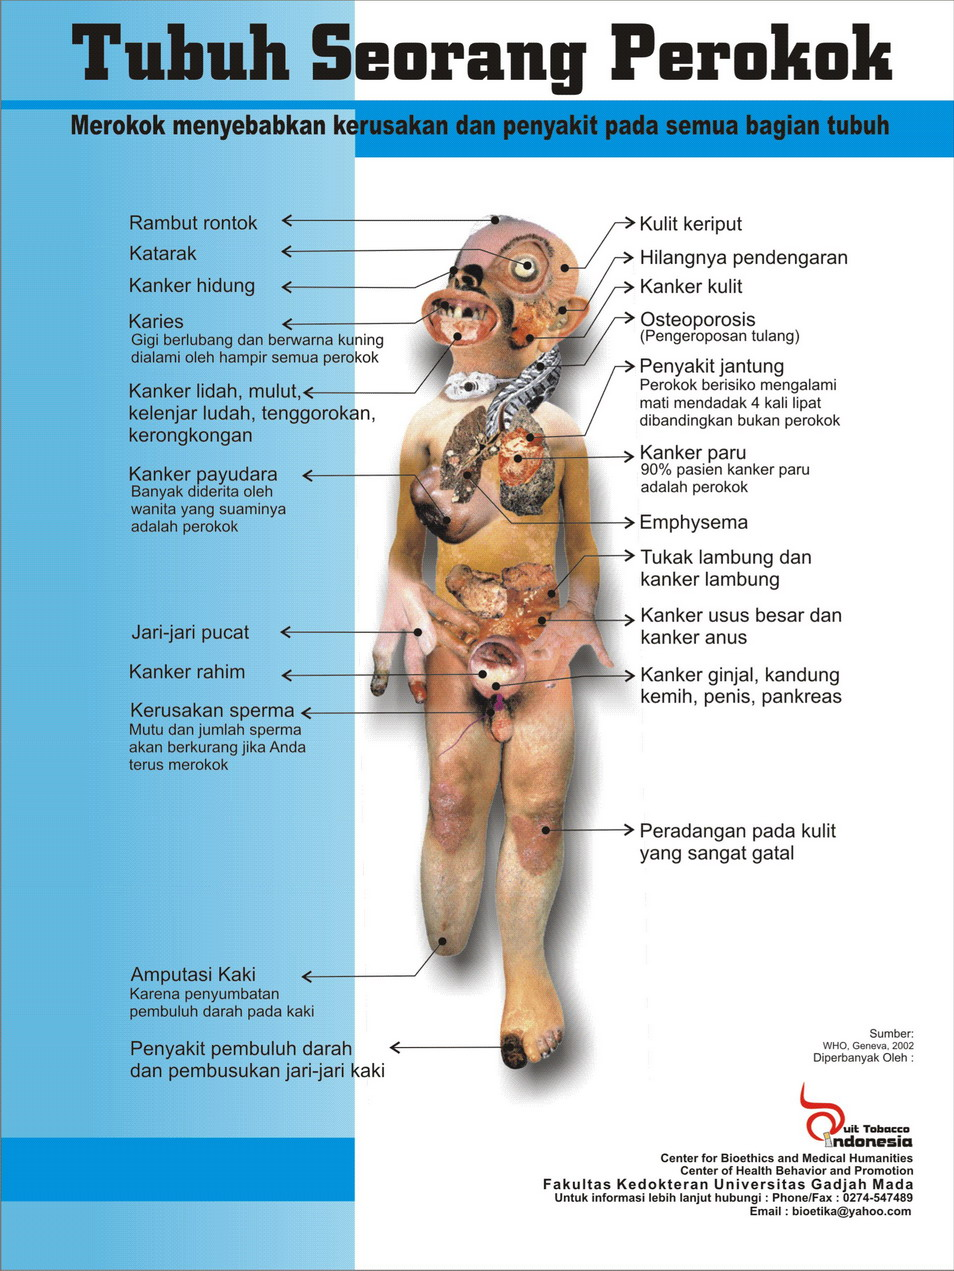 Tubuh Seorang Perokok
Merokok menyebabkan kerusakan dan penyakit pada semua bagian tubuh
Rambut rontok
Katarak
Kanker hidung
Karies
Gigi berlubang dan berwarna kuning
dialami oleh hampir semua perokok
Kanker lidah, mulut,
kelenjar ludah, tenggorokan,
kerongkongan
Kanker payudara
Banyak diderita oleh
wanita yang suaminya
adalah perokok
Jari-jari pucat
Kanker rahim
Kerusakan sperma
Mutu dan jumlah sperma
akan berkurang jika Anda
terus merokok
Amputasi Kaki
Karena penyumbatan
pembuluh darah pada kaki
Penyakit pembuluh darah
dan pembusukan jari-jari kaki
Kulit keriput
Hilangnya pendengaran
Kanker kulit
Osteoporosis
(Pengeroposan tulang)
Penyakit jantung
Perokok berisiko mengalami
mati mendadak 4 kali lipat
dibandingkan bukan perokok
Kanker paru
90% pasien kanker paru
adalah perokok
Emphysema
Tukak lambung dan
kanker lambung
Kanker usus besar dan
kanker anus
Kanker ginjal, kandung
kemih, penis, pankreas
Peradangan pada kulit
yang sangat gatal
Sumber:
WHO, Geneva, 2002
Diperbanyak Oleh :
Quit Tobacco
Indonesia
Center for Bioethics and Medical Humanities
Center of Health Behavior and Promotion
Fakultas Kedokteran Universitas Gadjah Mada
Untuk informasi lebih lanjut hubungi : Phone/Fax : 0274-547489
Email : bioetika@yahoo.com